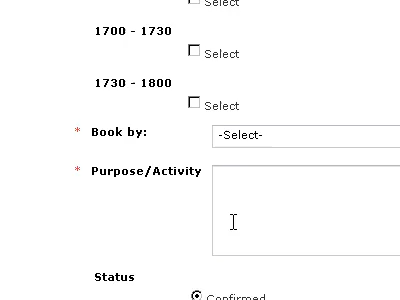 Select
1700 - 1730
Select
1730 - 1800
Select
* Book by:
-Select-
* Purpose/Activity
Status
Confirmed